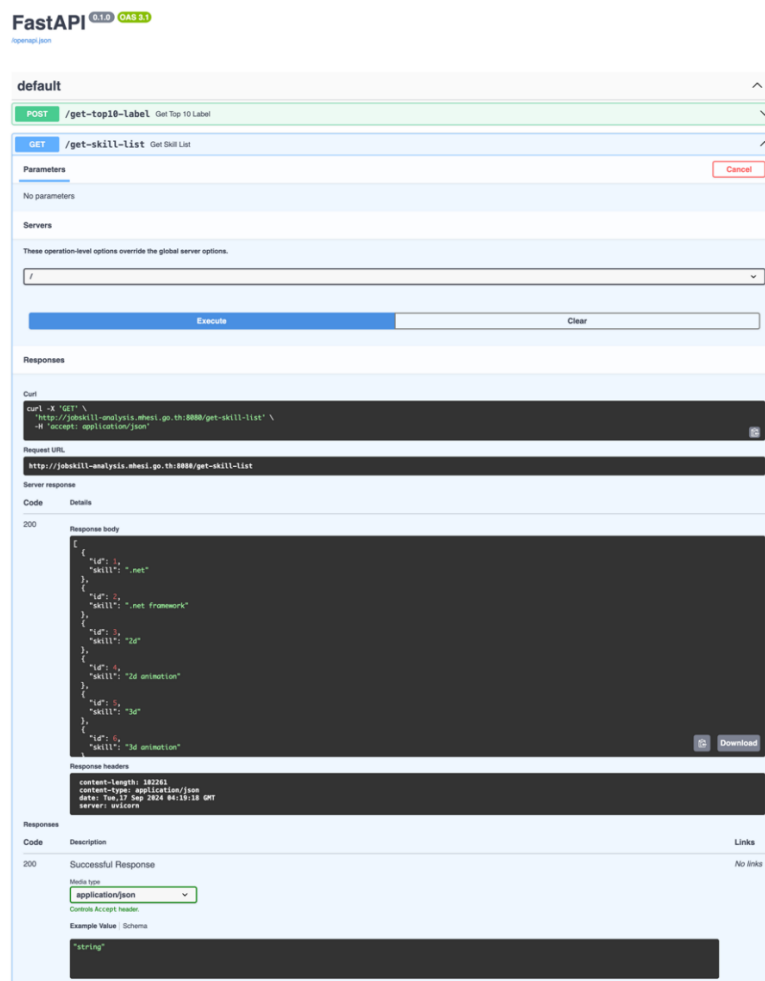 FastAPI 0.1.0 OAS 3.1
/openapi.json
default
POST /get-top10-label Get Top 10 Label
GET /get-skill-list Get Skill List
Parameters Cancel
No parameters
Servers
These operation-level options override the global server options.
/
Execute Clear
Responses
Curl
curl -X 'GET' \
'http://jobskill-analysis.mhesi.go.th:8080/get-skill-list' \
-H 'accept: application/json'
Request URL
http://jobskill-analysis.mhesi.go.th:8080/get-skill-list
Server response
Code Details
200
Response body
[
{
"id": 1,
"skill": ".net"
},
{
"id": 2,
"skill": ".net framework"
},
{
"id": 3,
"skill": "2d"
},
{
"id": 4,
"skill": "2d animation"
},
{
"id": 5,
"skill": "3d"
},
{
"id": 6,
"skill": "3d animation"
}
Download
Response headers
content-length: 102261
content-type: application/json
date: Tue,17 Sep 2024 04:19:18 GMT
server: uvicorn
Responses
Code Description Links
200 Successful Response No links
Media type
application/json
Controls Accept header.
Example Value | Schema
"string"